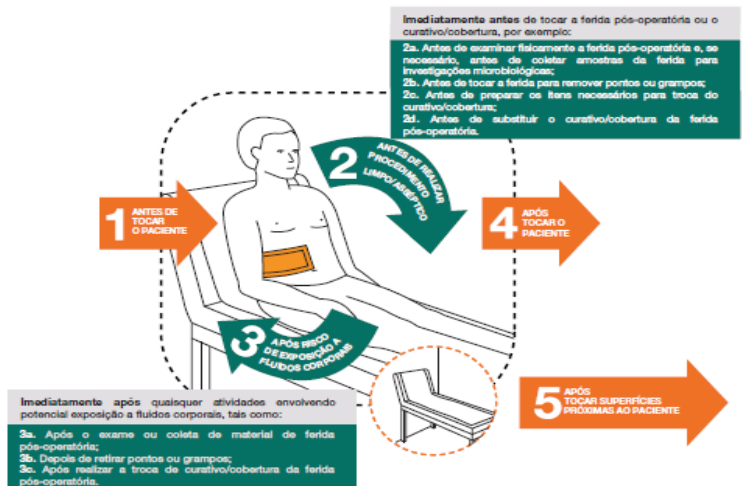 Imediatamente antes de tocar a ferida pós-operatória ou o
curativo/cobertura, por exemplo:
2a. Antes de examinar fisicamente a ferida pós-operatória e, se
necessário, antes de coletar amostras da ferida para
investigações microbiológicas;
2b. Antes de tocar a ferida para remover pontos ou grampos;
2c. Antes de preparar os itens necessários para troca do
curativo/cobertura;
2d. Antes de substituir o curativo/cobertura da ferida
pós-operatória.
2 ANTES DE REALIZAR
PROCEDIMENTO
LIMPO/ASSÉPTICO
1 ANTES DE
TOCAR
O PACIENTE
4 APÓS
TOCAR O
PACIENTE
3 APÓS RISCO
DE EXPOSIÇÃO A
FLUIDOS CORPORAIS
5 APÓS
TOCAR SUPERFÍCIES
PRÓXIMAS AO PACIENTE
Imediatamente após quaisquer atividades envolvendo
potencial exposição a fluidos corporais, tais como:
3a. Após o exame ou coleta de material de ferida
pós-operatória;
3b. Depois de retirar pontos ou grampos;
3c. Após realizar a troca de curativo/cobertura da ferida
pós-operatória.